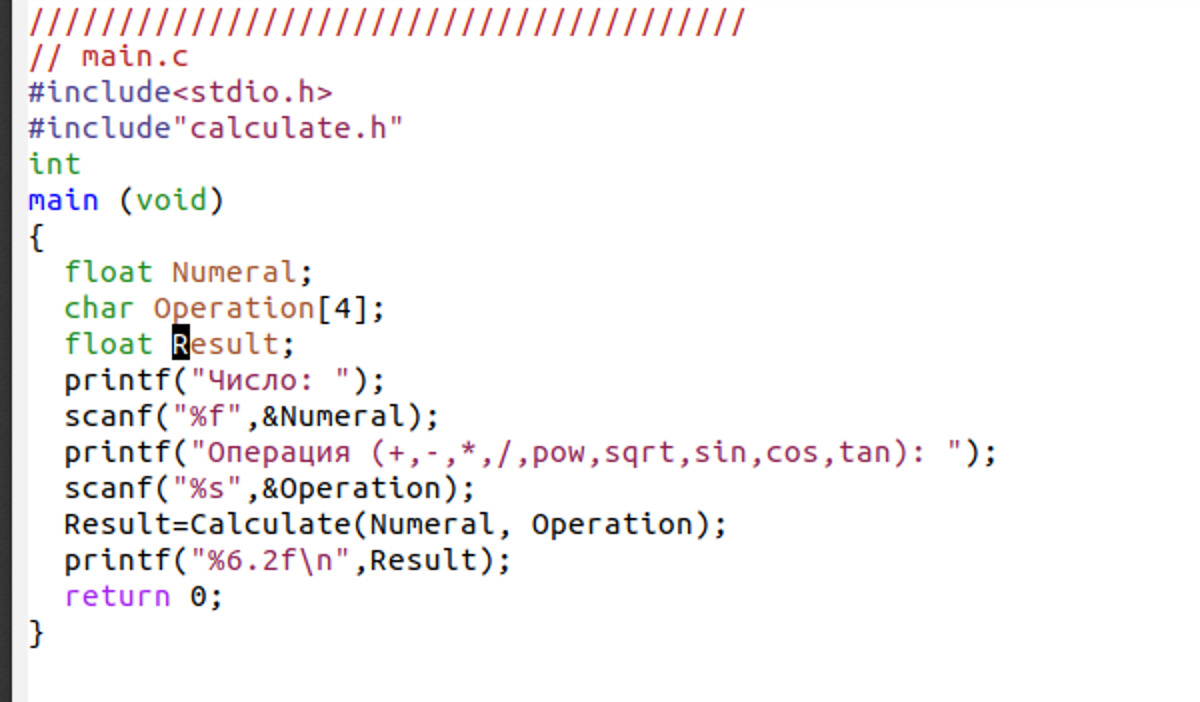 ////////////////////////////////////////
// main.c
#include<stdio.h>
#include"calculate.h"
int
main (void)
{
  float Numeral;
  char Operation[4];
  float Result;
  printf("Число: ");
  scanf("%f",&Numeral);
  printf("Операция (+,-,*,/,pow,sqrt,sin,cos,tan): ");
  scanf("%s",&Operation);
  Result=Calculate(Numeral, Operation);
  printf("%6.2f\n",Result);
  return 0;
}